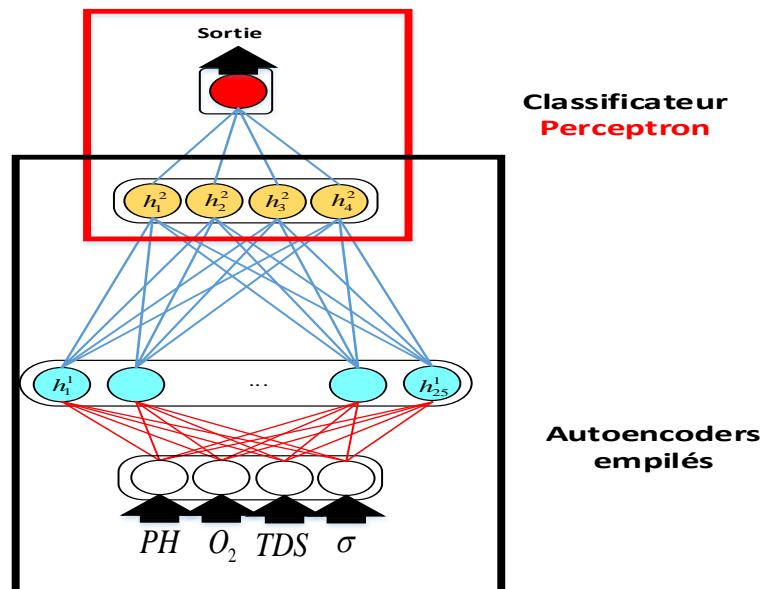 Sortie
Classificateur
Perceptron
h₁² h₂² h₃² h₄²
h₁¹ ... h₂₅¹
Autoencoders
empilés
PH O₂ TDS σ